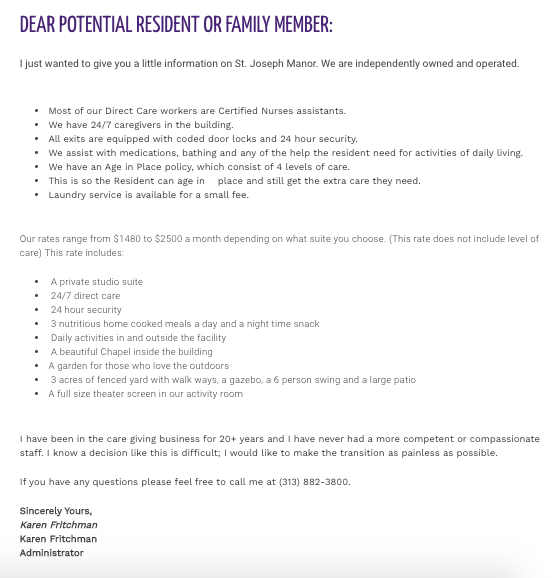 DEAR POTENTIAL RESIDENT OR FAMILY MEMBER:
I just wanted to give you a little information on St. Joseph Manor. We are independently owned and operated.
• Most of our Direct Care workers are Certified Nurses assistants.
• We have 24/7 caregivers in the building.
• All exits are equipped with coded door locks and 24 hour security.
• We assist with medications, bathing and any of the help the resident need for activities of daily living.
• We have an Age in Place policy, which consist of 4 levels of care.
• This is so the Resident can age in place and still get the extra care they need.
• Laundry service is available for a small fee.
Our rates range from $1480 to $2500 a month depending on what suite you choose. (This rate does not include level of
care) This rate includes:
• A private studio suite
• 24/7 direct care
• 24 hour security
• 3 nutritious home cooked meals a day and a night time snack
• Daily activities in and outside the facility
• A beautiful Chapel inside the building
• A garden for those who love the outdoors
• 3 acres of fenced yard with walk ways, a gazebo, a 6 person swing and a large patio
• A full size theater screen in our activity room
I have been in the care giving business for 20+ years and I have never had a more competent or compassionate
staff. I know a decision like this is difficult; I would like to make the transition as painless as possible.
If you have any questions please feel free to call me at (313) 882-3800.
Sincerely Yours,
Karen Fritchman
Karen Fritchman
Administrator